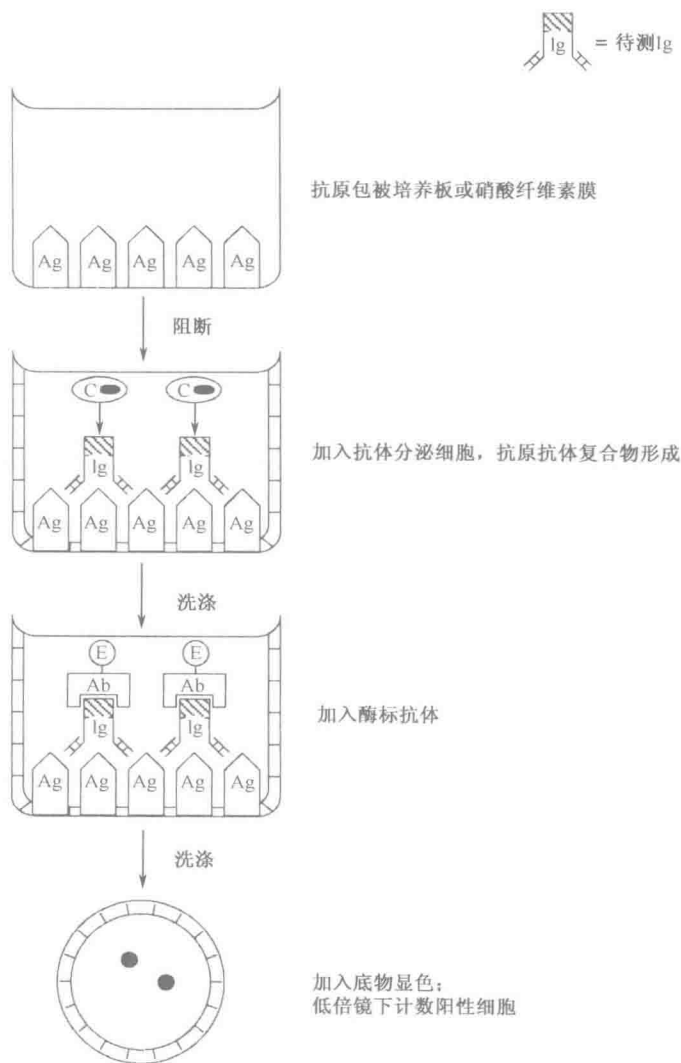 Ig = 待测Ig
抗原包被培养板或硝酸纤维素膜
Ag Ag Ag Ag Ag
阻断
C C
Ig Ig
加入抗体分泌细胞，抗原抗体复合物形成
Ag Ag Ag Ag Ag
洗涤
E E
Ab Ab
Ig Ig
加入酶标抗体
Ag Ag Ag Ag Ag
洗涤
加入底物显色；
低倍镜下计数阳性细胞